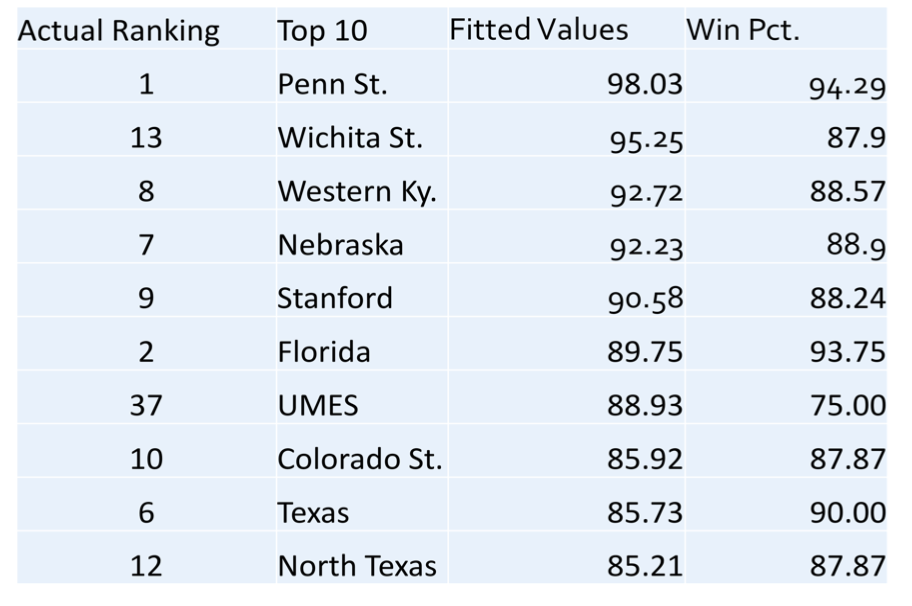 Actual Ranking Top 10 Fitted Values Win Pct.
1 Penn St. 98.03 94.29
13 Wichita St. 95.25 87.9
8 Western Ky. 92.72 88.57
7 Nebraska 92.23 88.9
9 Stanford 90.58 88.24
2 Florida 89.75 93.75
37 UMES 88.93 75.00
10 Colorado St. 85.92 87.87
6 Texas 85.73 90.00
12 North Texas 85.21 87.87